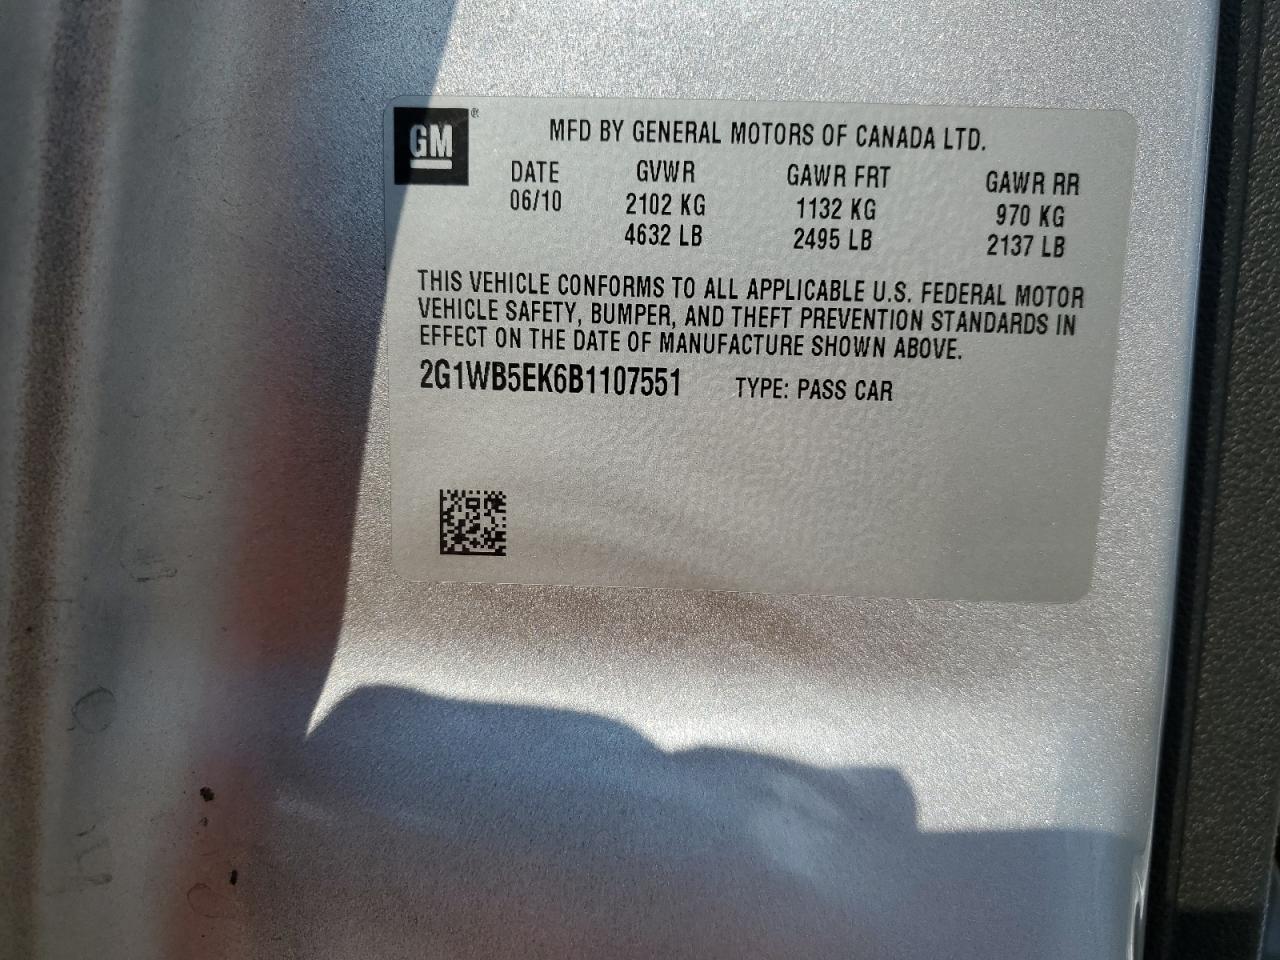 GM®
MFD BY GENERAL MOTORS OF CANADA LTD.
DATE GVWR GAWR FRT GAWR RR
06/10 2102 KG 1132 KG 970 KG
4632 LB 2495 LB 2137 LB
THIS VEHICLE CONFORMS TO ALL APPLICABLE U.S. FEDERAL MOTOR
VEHICLE SAFETY, BUMPER, AND THEFT PREVENTION STANDARDS IN
EFFECT ON THE DATE OF MANUFACTURE SHOWN ABOVE.
2G1WB5EK6B1107551 TYPE: PASS CAR